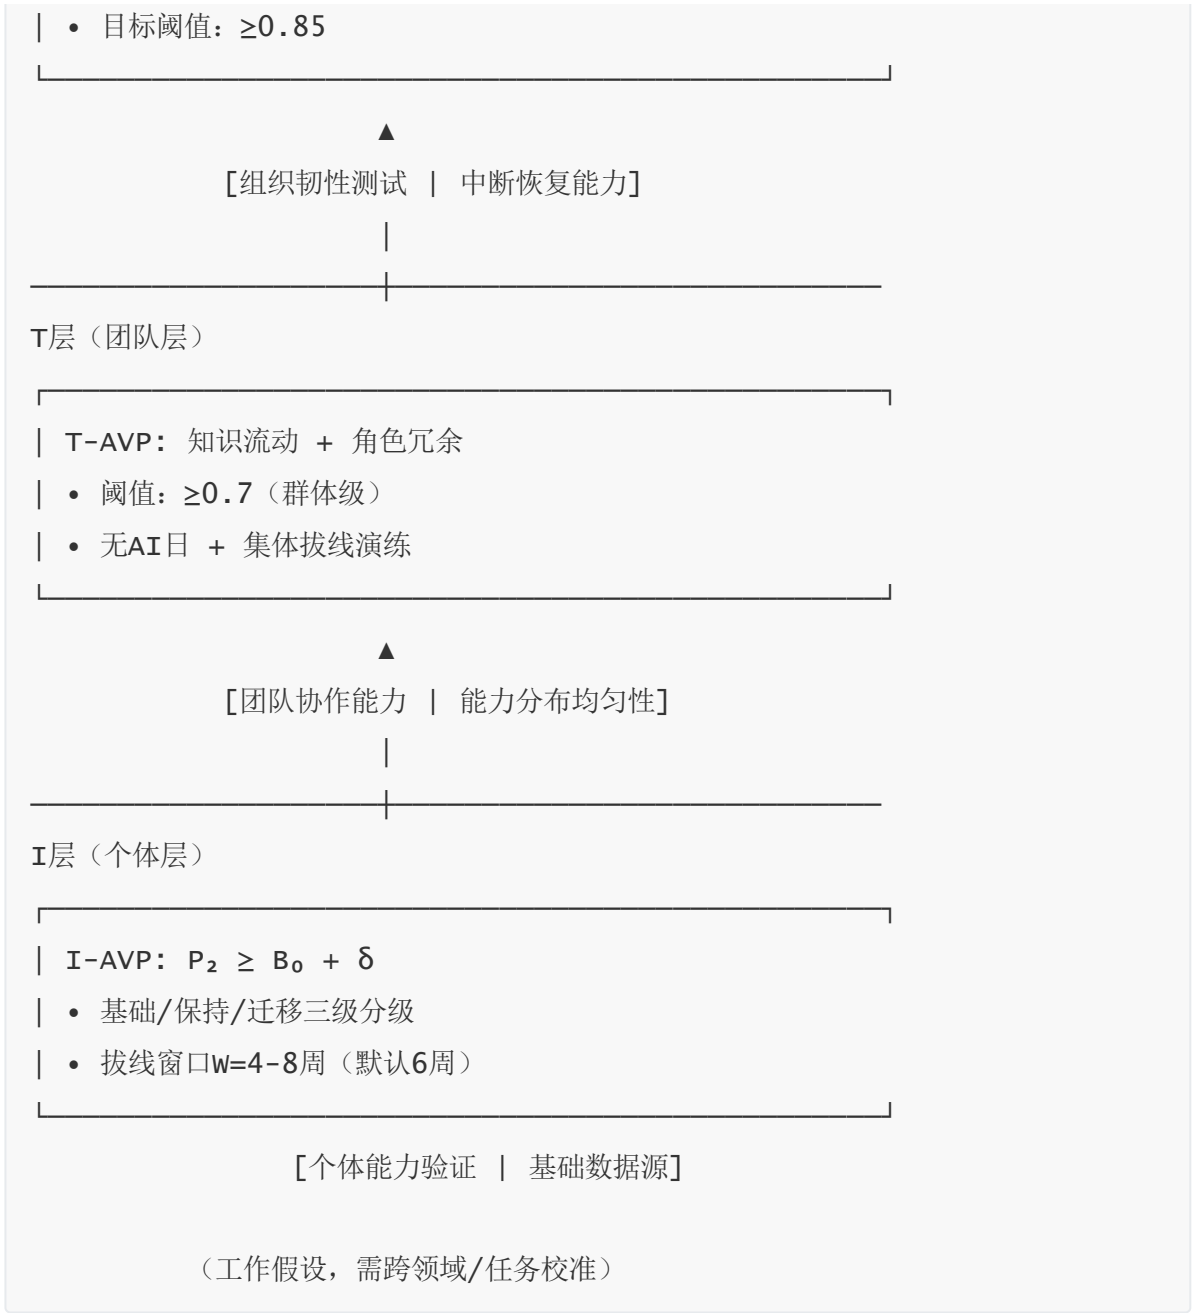 | • 目标阈值：≥0.85
└────────────────────────────────────────────────┘
▲
[组织韧性测试 | 中断恢复能力]
|
────────────────────┼────────────────────────────
T层（团队层）
┌────────────────────────────────────────────────┐
| T-AVP: 知识流动 + 角色冗余
| • 阈值：≥0.7（群体级）
| • 无AI日 + 集体拔线演练
└────────────────────────────────────────────────┘
▲
[团队协作能力 | 能力分布均匀性]
|
────────────────────┼────────────────────────────
I层（个体层）
┌────────────────────────────────────────────────┐
| I-AVP: P₂ ≥ B₀ + δ
| • 基础/保持/迁移三级分级
| • 拔线窗口W=4-8周（默认6周）
└────────────────────────────────────────────────┘
[个体能力验证 | 基础数据源]
（工作假设，需跨领域/任务校准）